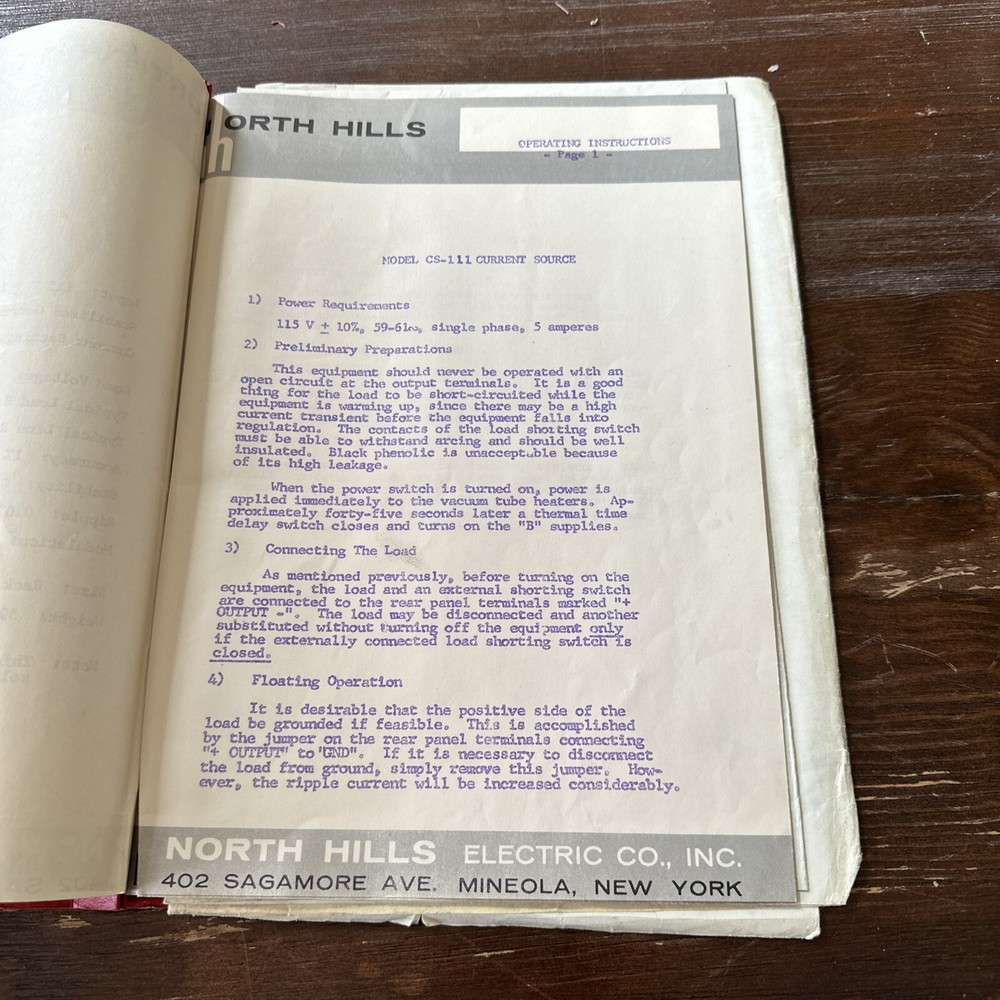 ORTH HILLS
OPERATING INSTRUCTIONS
- Page 1 -
MODEL CS-111 CURRENT SOURCE
1) Power Requirements
115 V ± 10%, 59-61~, single phase, 5 amperes
2) Preliminary Preparations
This equipment should never be operated with an
open circuit at the output terminals. It is a good
thing for the load to be short-circuited while the
equipment is warming up, since there may be a high
current transient before the equipment falls into
regulation. The contacts of the load shorting switch
must be able to withstand arcing and should be well
insulated. Black phenolic is unacceptable because
of its high leakage.
When the power switch is turned on, power is
applied immediately to the vacuum tube heaters. Ap-
proximately forty-five seconds later a thermal time
delay switch closes and turns on the "B" supplies.
3) Connecting The Load
As mentioned previously, before turning on the
equipment, the load and an external shorting switch
are connected to the rear panel terminals marked "+
OUTPUT -". The load may be disconnected and another
substituted without turning off the equipment only
if the externally connected load shorting switch is
closed.
4) Floating Operation
It is desirable that the positive side of the
load be grounded if feasible. This is accomplished
by the jumper on the rear panel terminals connecting
"+ OUTPUT" to "GND". If it is necessary to disconnect
the load from ground, simply remove this jumper. How-
ever, the ripple current will be increased considerably.
NORTH HILLS ELECTRIC CO., INC.
402 SAGAMORE AVE. MINEOLA, NEW YORK